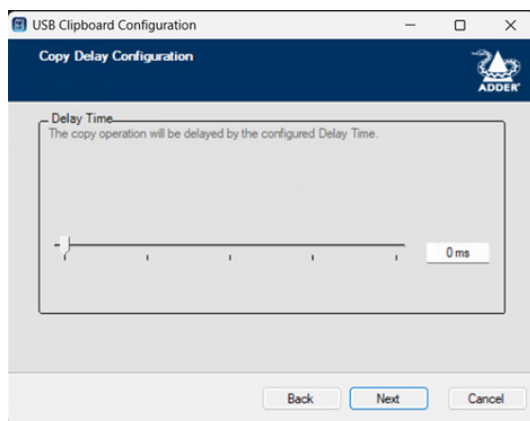 USB Clipboard Configuration
Copy Delay Configuration
ADDER
Delay Time
The copy operation will be delayed by the configured Delay Time.
0 ms
Back
Next
Cancel